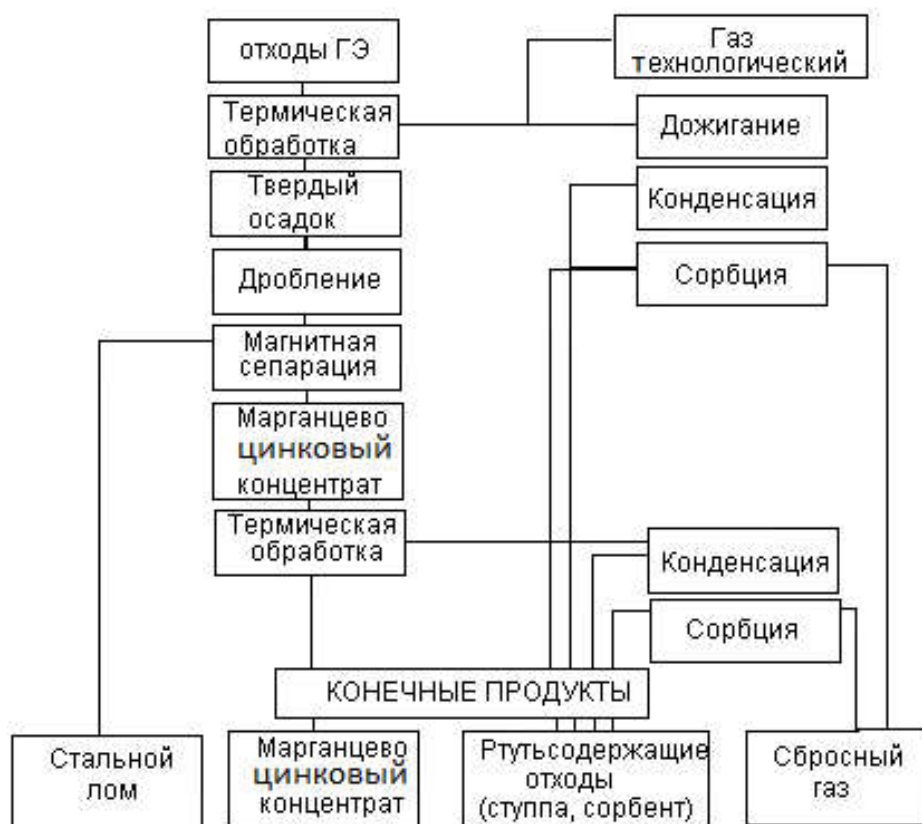 отходы ГЭ
Газ
технологический
Термическая
обработка
Дожигание
Твердый
осадок
Конденсация
Дробление
Сорбция
Магнитная
сепарация
Марганцево
цинковый
концентрат
Термическая
обработка
Конденсация
Сорбция
КОНЕЧНЫЕ ПРОДУКТЫ
Стальной
лом
Марганцево
цинковый
концентрат
Ртутьсодержащие
отходы
(ступпа, сорбент)
Сбросный
газ